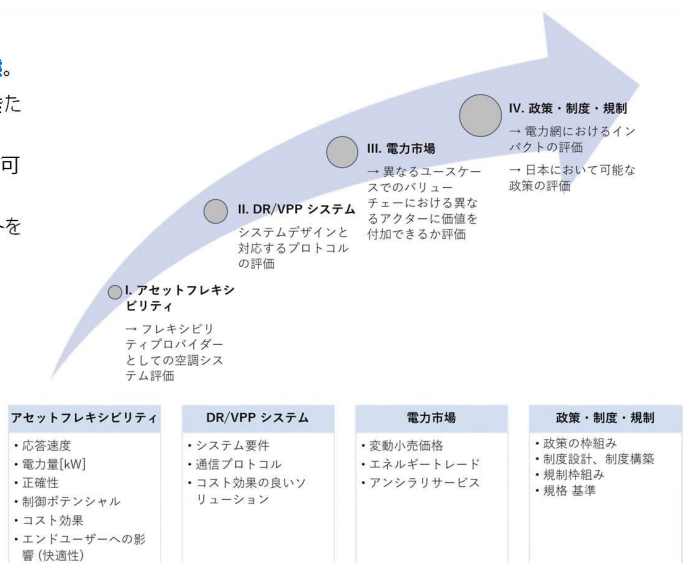 。
た
可
を
IV. 政策・制度・規制
→ 電力網におけるイン
パクトの評価
→ 日本において可能な
政策の評価
III. 電力市場
→ 異なるユースケー
スでのバリュー
チェーにおける異な
るアクターに価値を
付加できるか評価
II. DR/VPP システム
システムデザインと
対応するプロトコル
の評価
I. アセットフレキシ
ビリティ
→ フレキシビリ
ティプロバイダー
としての空調シス
テム評価
アセットフレキシビリティ
・応答速度
・電力量[kW]
・正確性
・制御ポテンシャル
・コスト効果
・エンドユーザーへの影
響 (快適性)
DR/VPP システム
・システム要件
・通信プロトコル
・コスト効果の良いソ
リューション
電力市場
・変動小売価格
・エネルギートレード
・アンシラリサービス
政策・制度・規制
・政策の枠組み
・制度設計、制度構築
・規制枠組み
・規格 基準